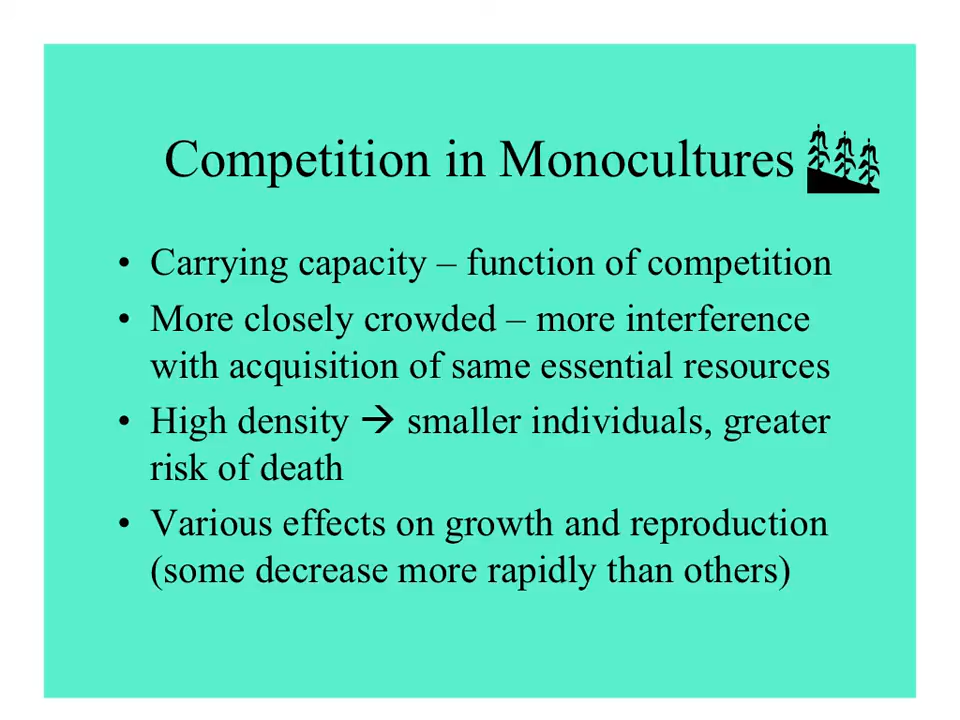 Competition in Monocultures
• Carrying capacity – function of competition
• More closely crowded – more interference
with acquisition of same essential resources
• High density → smaller individuals, greater
risk of death
• Various effects on growth and reproduction
(some decrease more rapidly than others)